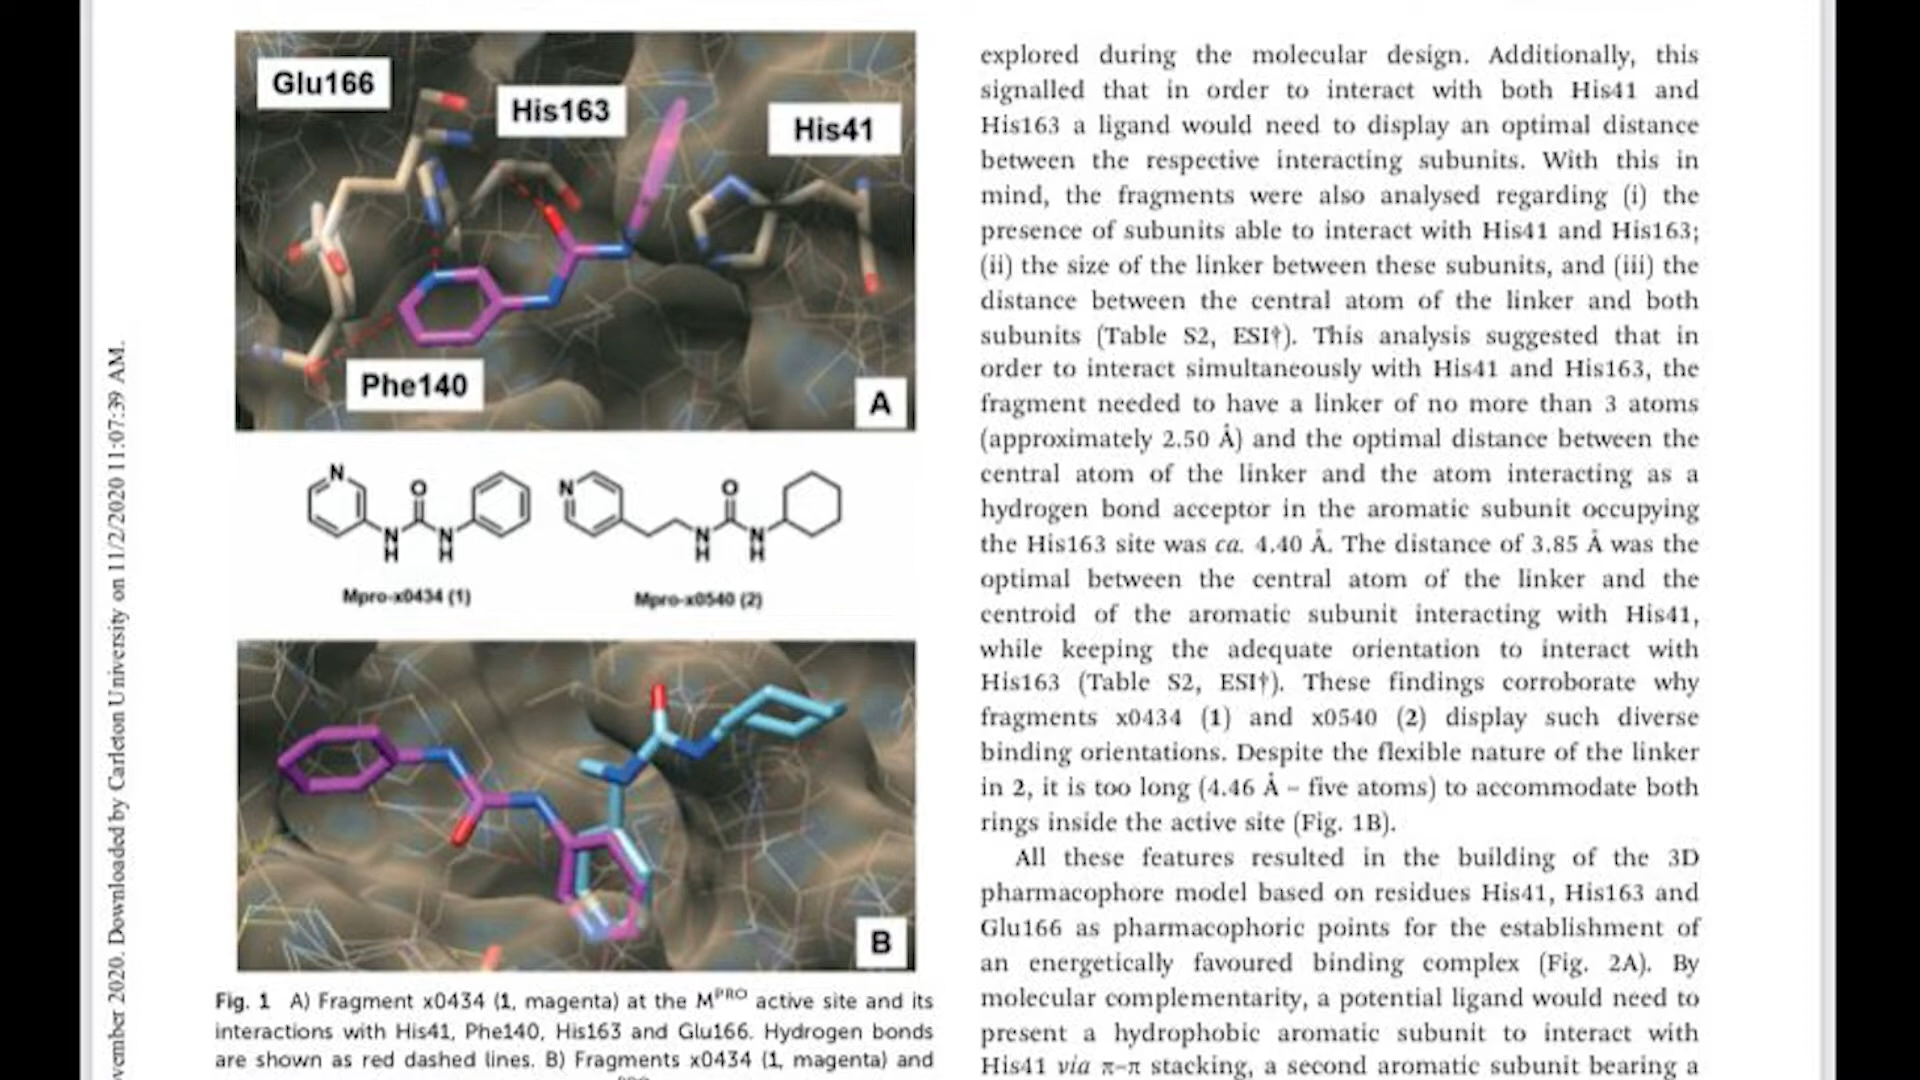 Glu166
His163
His41
Phe140
A
N
O
N
H
N
H
Mpro-x0434 (1)
N
O
N
H
N
H
Mpro-x0540 (2)
B
Fig. 1 A) Fragment x0434 (1, magenta) at the MPRO active site and its
interactions with His41, Phe140, His163 and Glu166. Hydrogen bonds
are shown as red dashed lines. B) Fragments x0434 (1, magenta) and
explored during the molecular design. Additionally, this
signalled that in order to interact with both His41 and
His163 a ligand would need to display an optimal distance
between the respective interacting subunits. With this in
mind, the fragments were also analysed regarding (i) the
presence of subunits able to interact with His41 and His163;
(ii) the size of the linker between these subunits, and (iii) the
distance between the central atom of the linker and both
subunits (Table S2, ESI†). This analysis suggested that in
order to interact simultaneously with His41 and His163, the
fragment needed to have a linker of no more than 3 atoms
(approximately 2.50 Å) and the optimal distance between the
central atom of the linker and the atom interacting as a
hydrogen bond acceptor in the aromatic subunit occupying
the His163 site was ca. 4.40 Å. The distance of 3.85 Å was the
optimal between the central atom of the linker and the
centroid of the aromatic subunit interacting with His41,
while keeping the adequate orientation to interact with
His163 (Table S2, ESI†). These findings corroborate why
fragments x0434 (1) and x0540 (2) display such diverse
binding orientations. Despite the flexible nature of the linker
in 2, it is too long (4.46 Å – five atoms) to accommodate both
rings inside the active site (Fig. 1B).
All these features resulted in the building of the 3D
pharmacophore model based on residues His41, His163 and
Glu166 as pharmacophoric points for the establishment of
an energetically favoured binding complex (Fig. 2A). By
molecular complementarity, a potential ligand would need to
present a hydrophobic aromatic subunit to interact with
His41 via π–π stacking, a second aromatic subunit bearing a
2020. Downloaded by Carleton University on 11/2/2020 11:07:39 AM.